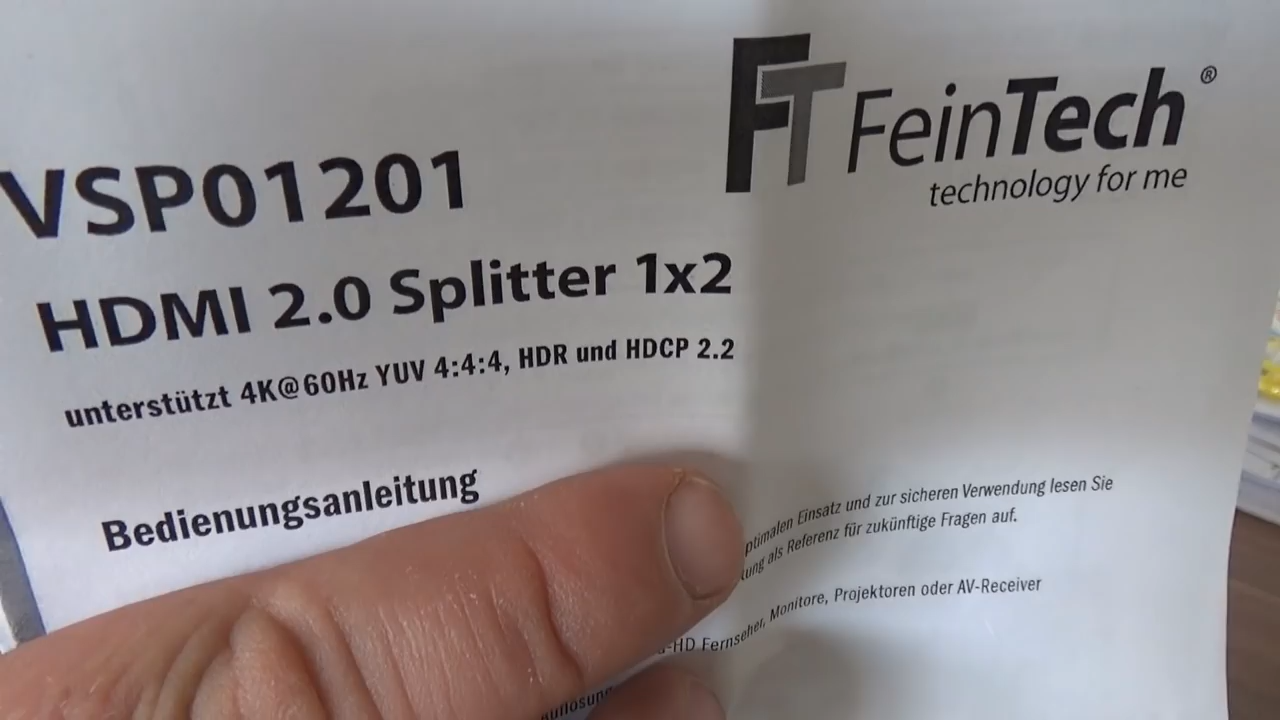 FT FeinTech®
technology for me
VSP01201
HDMI 2.0 Splitter 1x2
unterstützt 4K@60Hz YUV 4:4:4, HDR und HDCP 2.2
Bedienungsanleitung
Einsatz und zur sicheren Verwendung lesen Sie
als Referenz für zukünftige Fragen auf.
Fernseher, Monitore, Projektoren oder AV-Receiver